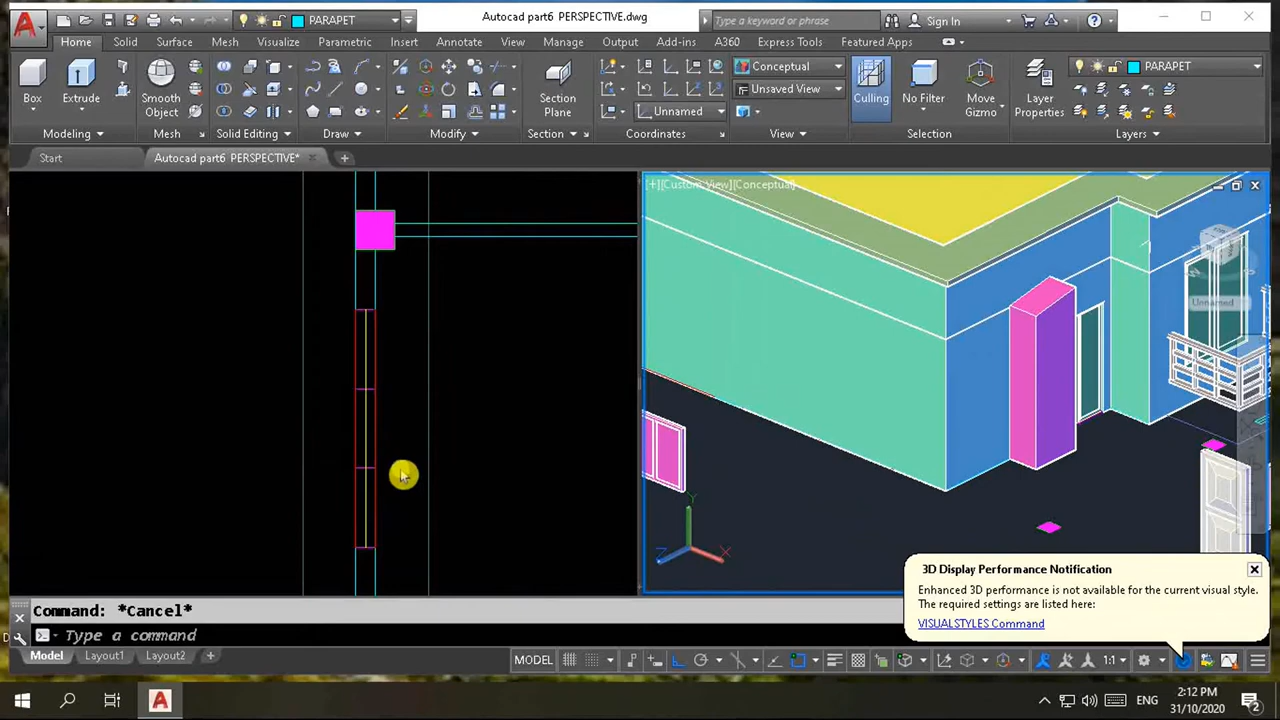 PARAPET
Autocad part6 PERSPECTIVE.dwg
Type a keyword or phrase
Sign In
Home Solid Surface Mesh Visualize Parametric Insert Annotate View Manage Output Add-ins A360 Express Tools Featured Apps
Box
Extrude
Smooth
Object
Section
Plane
Unnamed
Conceptual
Unsaved View
Culling
No Filter
Move
Gizmo
Layer
Properties
PARAPET
Modeling Mesh Solid Editing Draw Modify Section Coordinates View Selection Layers
Start
Autocad part6 PERSPECTIVE*
[+][Custom View][Conceptual]
Unnamed
Y
X
Z
3D Display Performance Notification
Enhanced 3D performance is not available for the current visual style.
The required settings are listed here:
VISUALSTYLES Command
Command: *Cancel*
Type a command
Model Layout1 Layout2
MODEL
1:1
ENG
2:12 PM
31/10/2020
2